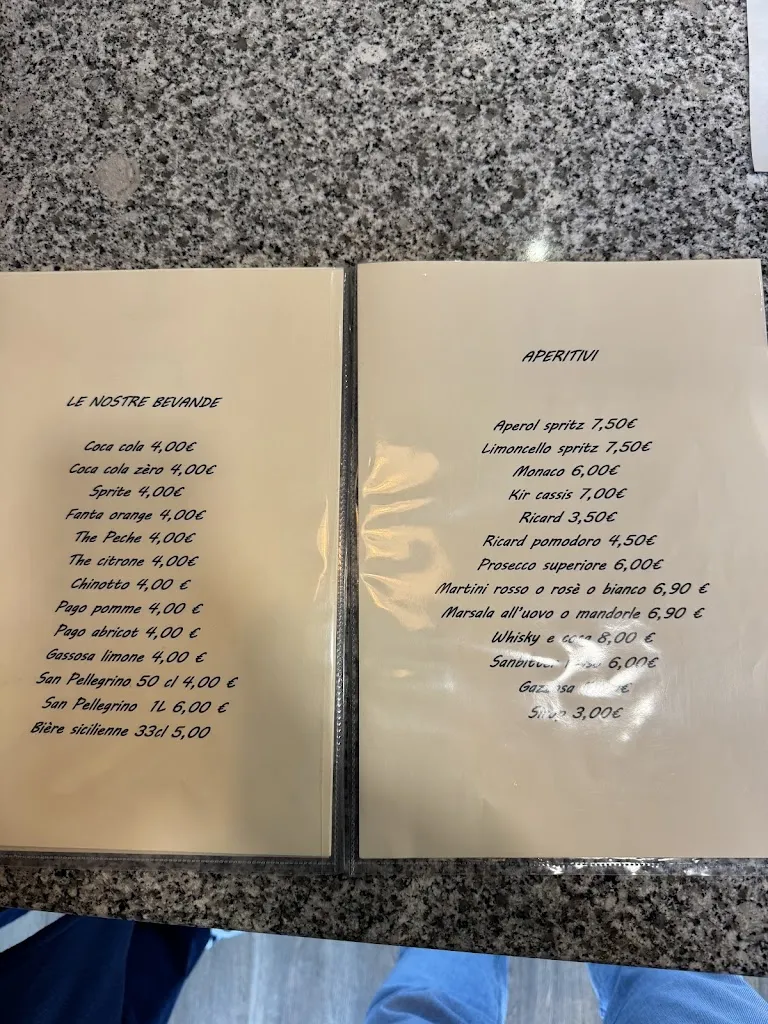 LE NOSTRE BEVANDE
Coca cola 4,00€
Coca cola zèro 4,00€
Sprite 4,00€
Fanta orange 4,00€
The Peche 4,00€
The citrone 4,00€
Chinotto 4,00 €
Pago pomme 4,00 €
Pago abricot 4,00 €
Gassosa limone 4,00 €
San Pellegrino 50 cl 4,00 €
San Pellegrino 1L 6,00 €
Bière sicilienne 33cl 5,00
APERITIVI
Aperol spritz 7,50€
Limoncello spritz 7,50€
Monaco 6,00€
Kir cassis 7,00€
Ricard 3,50€
Ricard pomodoro 4,50€
Prosecco superiore 6,00€
Martini rosso o rosè o bianco 6,90 €
Marsala all'uovo o mandorle 6,90 €
Whisky e coca 8,00 €
Sanbitter 6,00€
Gazzosa
Sirop 3,00€